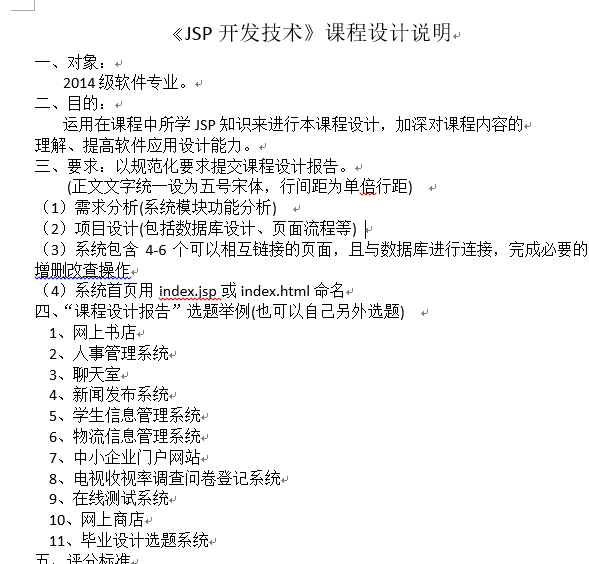 《JSP 开发技术》课程设计说明
一、对象：
2014 级软件专业。
二、目的：
运用在课程中所学 JSP 知识来进行本课程设计，加深对课程内容的
理解、提高软件应用设计能力。
三、要求：以规范化要求提交课程设计报告。
(正文文字统一设为五号宋体，行间距为单倍行距)
（1）需求分析(系统模块功能分析)
（2）项目设计(包括数据库设计、页面流程等)
（3）系统包含 4-6 个可以相互链接的页面，且与数据库进行连接，完成必要的
增删改查操作
（4）系统首页用 index.jsp 或 index.html 命名
四、“课程设计报告”选题举例(也可以自己另外选题)
1、网上书店
2、人事管理系统
3、聊天室
4、新闻发布系统
5、学生信息管理系统
6、物流信息管理系统
7、中小企业门户网站
8、电视收视率调查问卷登记系统
9、在线测试系统
10、网上商店
11、毕业设计选题系统
五、评分标准